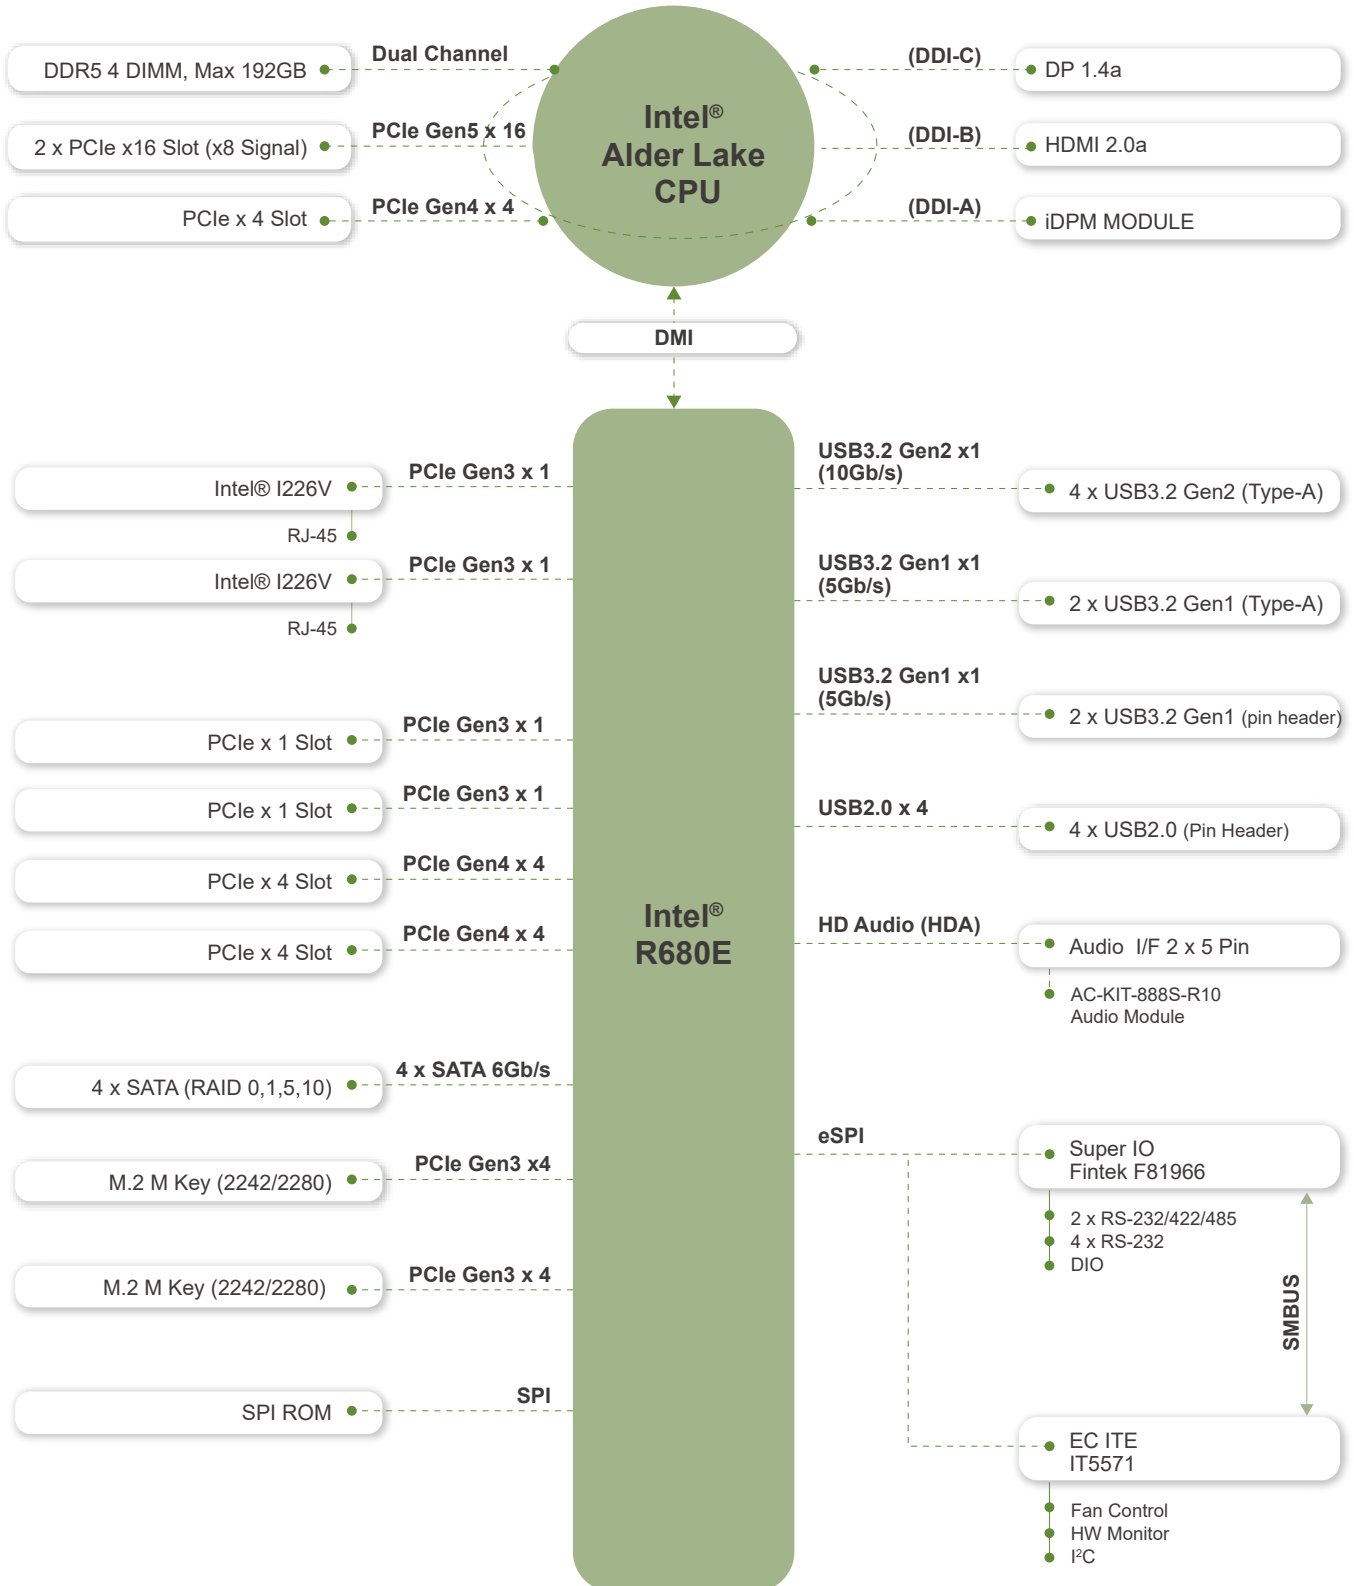 DDR5 4 DIMM, Max 192GB
Dual Channel
2 x PCIe x16 Slot (x8 Signal)
PCIe Gen5 x 16
PCIe x 4 Slot
PCIe Gen4 x 4
Intel®
Alder Lake
CPU
(DDI-C)
DP 1.4a
(DDI-B)
HDMI 2.0a
(DDI-A)
iDPM MODULE
DMI
Intel® I226V
PCIe Gen3 x 1
RJ-45
Intel® I226V
PCIe Gen3 x 1
RJ-45
PCIe x 1 Slot
PCIe Gen3 x 1
PCIe x 1 Slot
PCIe Gen3 x 1
PCIe x 4 Slot
PCIe Gen4 x 4
PCIe x 4 Slot
PCIe Gen4 x 4
4 x SATA (RAID 0,1,5,10)
4 x SATA 6Gb/s
M.2 M Key (2242/2280)
PCIe Gen3 x4
M.2 M Key (2242/2280)
PCIe Gen3 x 4
SPI ROM
SPI
Intel®
R680E
USB3.2 Gen2 x1
(10Gb/s)
4 x USB3.2 Gen2 (Type-A)
USB3.2 Gen1 x1
(5Gb/s)
2 x USB3.2 Gen1 (Type-A)
USB3.2 Gen1 x1
(5Gb/s)
2 x USB3.2 Gen1 (pin header)
USB2.0 x 4
4 x USB2.0 (Pin Header)
HD Audio (HDA)
Audio I/F 2 x 5 Pin
AC-KIT-888S-R10
Audio Module
eSPI
Super IO
Fintek F81966
2 x RS-232/422/485
4 x RS-232
DIO
SMBUS
EC ITE
IT5571
Fan Control
HW Monitor
I²C